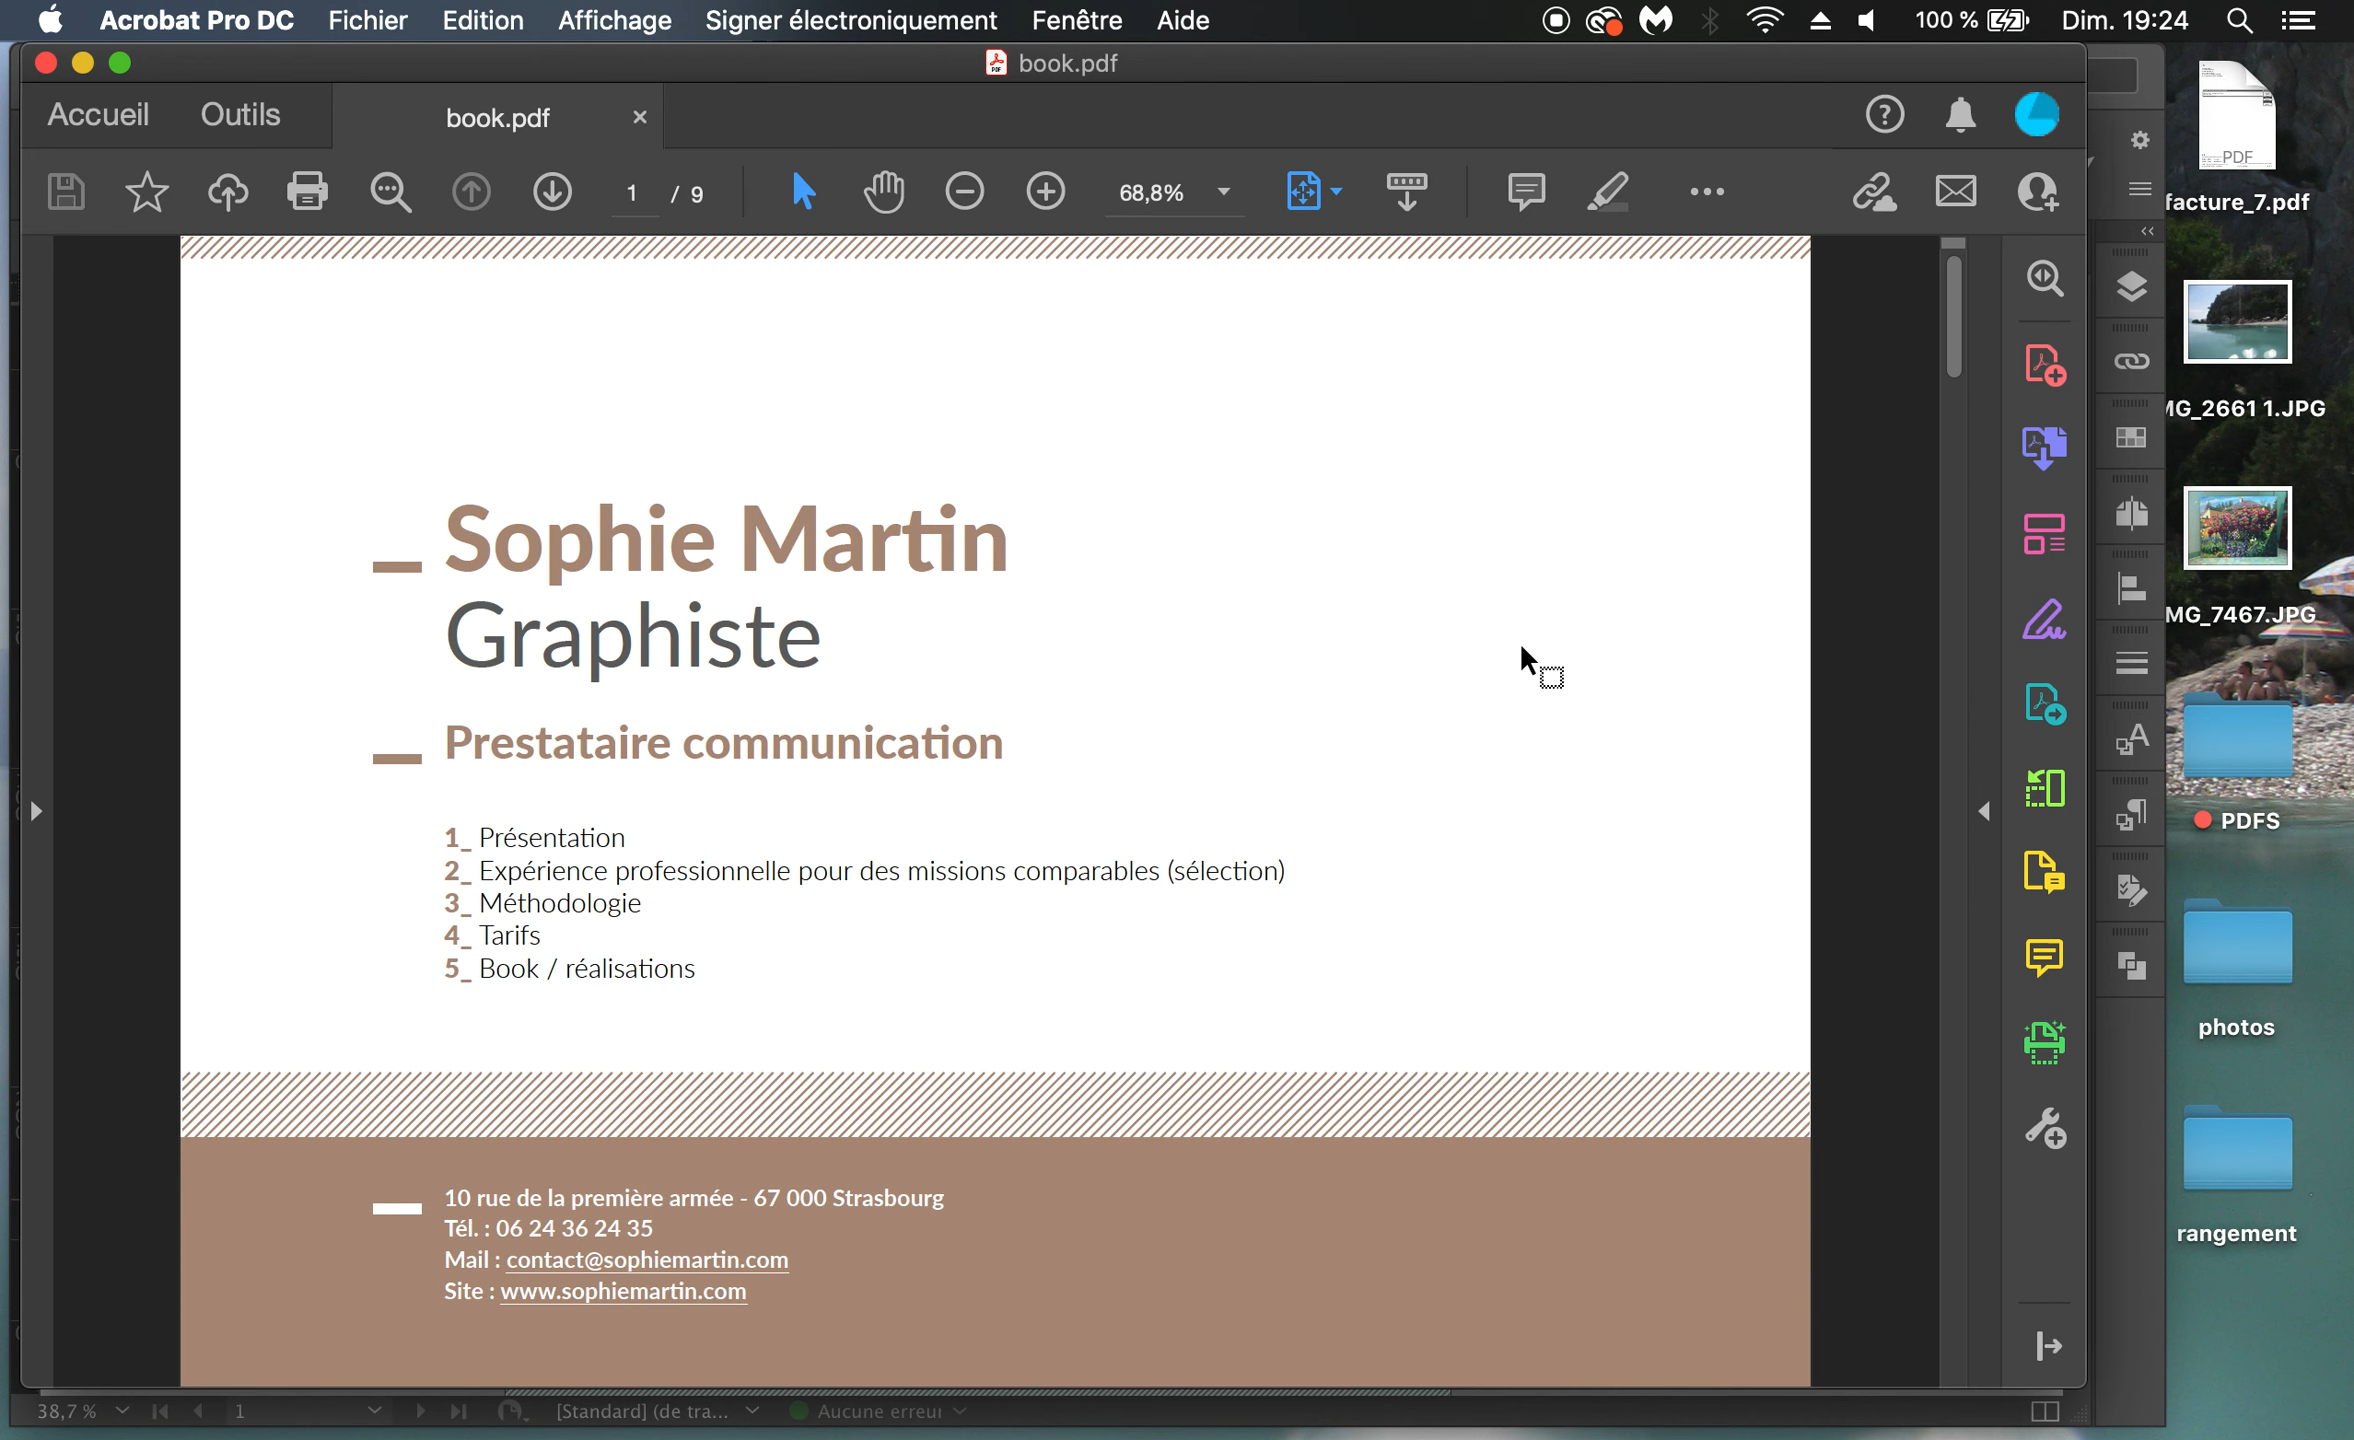 Acrobat Pro DC Fichier Edition Affichage Signer électroniquement Fenêtre Aide 100 % Dim. 19:24
book.pdf
Accueil Outils book.pdf
1 / 9 68,8%
PDF
facture_7.pdf
MG_2661 1.JPG
MG_7467.JPG
PDFS
photos
rangement
Sophie Martin
Graphiste
Prestataire communication
1_ Présentation
2_ Expérience professionnelle pour des missions comparables (sélection)
3_ Méthodologie
4_ Tarifs
5_ Book / réalisations
10 rue de la première armée - 67 000 Strasbourg
Tél. : 06 24 36 24 35
Mail : contact@sophiemartin.com
Site : www.sophiemartin.com
38,7 % 1 [Standard] (de tra... Aucune erreur